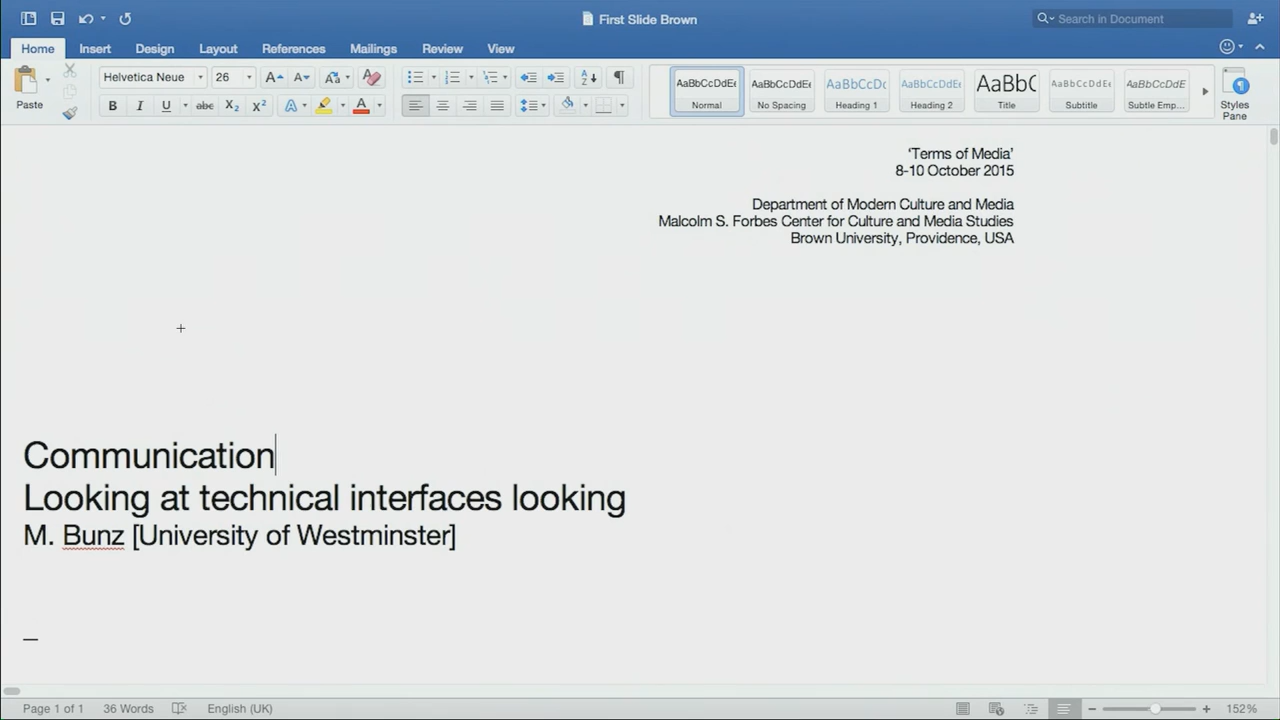 First Slide Brown
Search in Document
Home Insert Design Layout References Mailings Review View
Paste
Helvetica Neue 26
AaBbCcDdEe AaBbCcDdEe AaBbCcDc AaBbCcDdEe AaBbC AaBbCcDdEe AaBbCcDdE
Normal No Spacing Heading 1 Heading 2 Title Subtitle Subtle Emp...
Styles
Pane
‘Terms of Media’
8-10 October 2015
Department of Modern Culture and Media
Malcolm S. Forbes Center for Culture and Media Studies
Brown University, Providence, USA
Communication
Looking at technical interfaces looking
M. Bunz [University of Westminster]
_
Page 1 of 1 36 Words English (UK) 152%